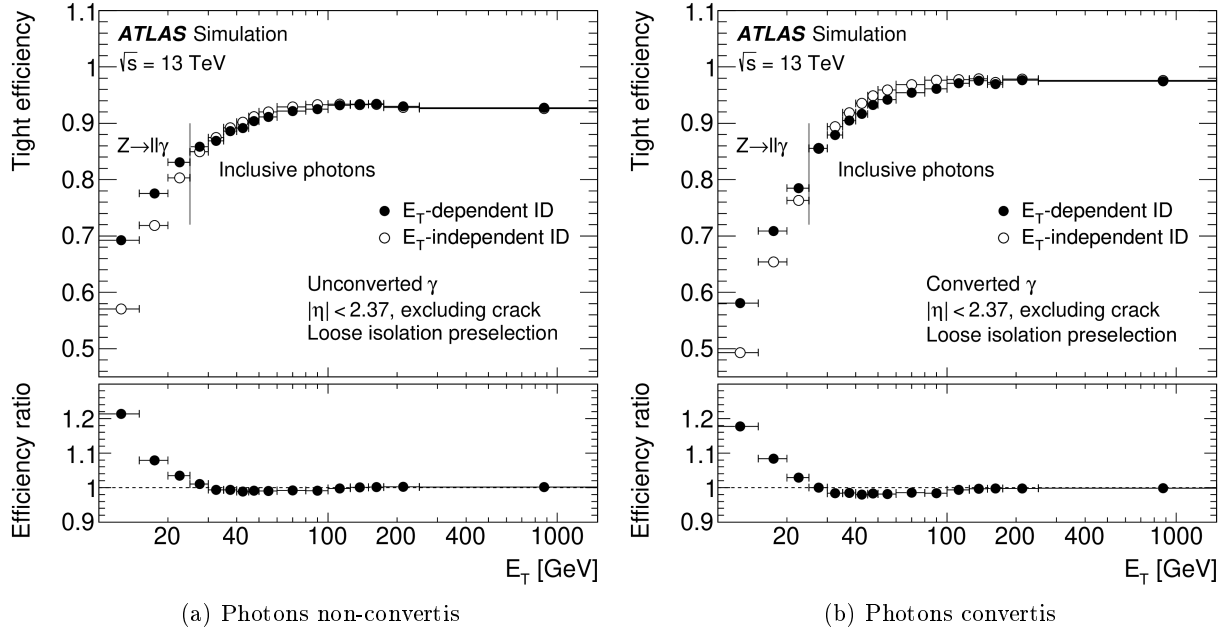 ATLAS Simulation
√s = 13 TeV
Tight efficiency
1
0.9
0.8
0.7
0.6
0.5
Z→llγ
Inclusive photons
E_T-dependent ID
E_T-independent ID
Unconverted γ
|η| < 2.37, excluding crack
Loose isolation preselection
Efficiency ratio
1.2
1.1
1
0.9
20 40 100 200 400 1000
E_T [GeV]
(a) Photons non-convertis
ATLAS Simulation
√s = 13 TeV
Tight efficiency
1
0.9
0.8
0.7
0.6
0.5
Z→llγ
Inclusive photons
E_T-dependent ID
E_T-independent ID
Converted γ
|η| < 2.37, excluding crack
Loose isolation preselection
Efficiency ratio
1.2
1.1
1
0.9
20 40 100 200 400 1000
E_T [GeV]
(b) Photons convertis